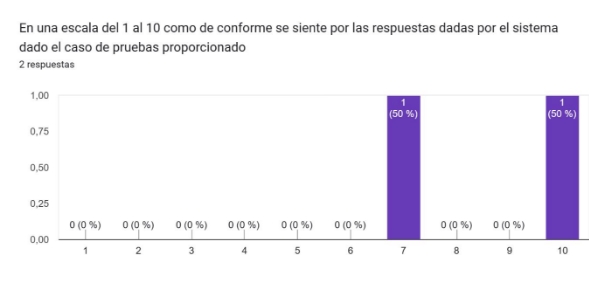 En una escala del 1 al 10 como de conforme se siente por las respuestas dadas por el sistema
dado el caso de pruebas proporcionado
2 respuestas
1,00
0,75
0,50
0,25
0,00
0 (0 %) 0 (0 %) 0 (0 %) 0 (0 %) 0 (0 %) 0 (0 %) 1 (50 %) 0 (0 %) 0 (0 %) 1 (50 %)
1 2 3 4 5 6 7 8 9 10